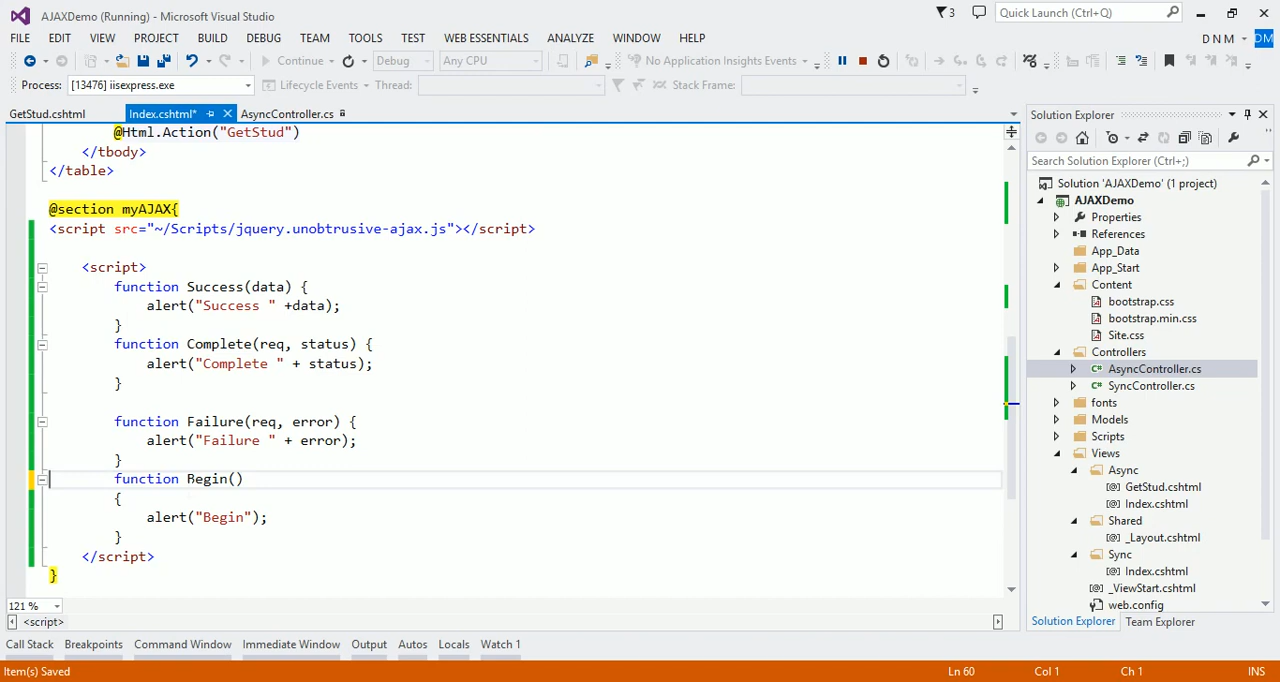 AJAXDemo (Running) - Microsoft Visual Studio
3
Quick Launch (Ctrl+Q)
FILE EDIT VIEW PROJECT BUILD DEBUG TEAM TOOLS TEST WEB ESSENTIALS ANALYZE WINDOW HELP
D N M DM
Continue Debug Any CPU No Application Insights Events
Process: [13476] iisexpress.exe Lifecycle Events Thread: Stack Frame:
GetStud.cshtml Index.cshtml* AsyncController.cs
@Html.Action("GetStud")
</tbody>
</table>
@section myAJAX{
<script src="~/Scripts/jquery.unobtrusive-ajax.js"></script>
<script>
function Success(data) {
alert("Success " +data);
}
function Complete(req, status) {
alert("Complete " + status);
}
function Failure(req, error) {
alert("Failure " + error);
}
function Begin()
{
alert("Begin");
}
</script>
}
121 %
<script>
Solution Explorer
Search Solution Explorer (Ctrl+;)
Solution 'AJAXDemo' (1 project)
AJAXDemo
Properties
References
App_Data
App_Start
Content
bootstrap.css
bootstrap.min.css
Site.css
Controllers
AsyncController.cs
SyncController.cs
fonts
Models
Scripts
Views
Async
GetStud.cshtml
Index.cshtml
Shared
_Layout.cshtml
Sync
Index.cshtml
_ViewStart.cshtml
web.config
Solution Explorer Team Explorer
Call Stack Breakpoints Command Window Immediate Window Output Autos Locals Watch 1
Item(s) Saved Ln 60 Col 1 Ch 1 INS